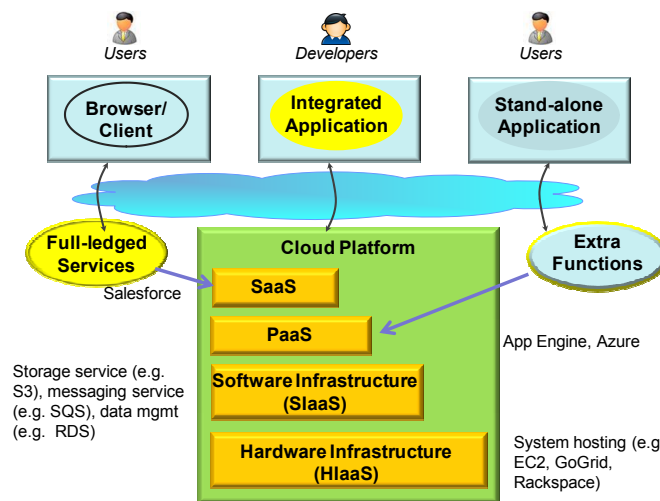 Users
Developers
Users
Browser/
Client
Integrated
Application
Stand-alone
Application
Full-ledged
Services
Cloud Platform
Extra
Functions
Salesforce
SaaS
PaaS
App Engine, Azure
Storage service (e.g.
S3), messaging service
(e.g. SQS), data mgmt
(e.g. RDS)
Software Infrastructure
(SIaaS)
Hardware Infrastructure
(HIaaS)
System hosting (e.g
EC2, GoGrid,
Rackspace)